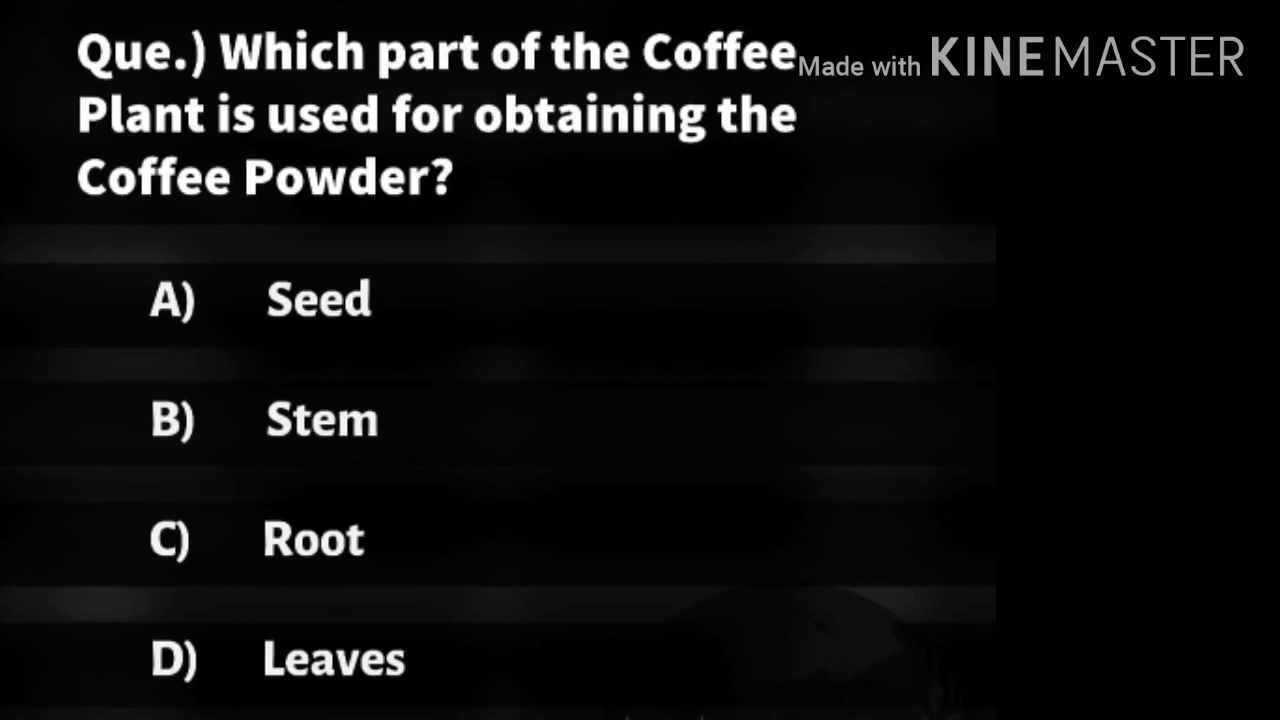 Que.) Which part of the Coffee
Made with KINEMASTER
Plant is used for obtaining the
Coffee Powder?
A) Seed
B) Stem
C) Root
D) Leaves